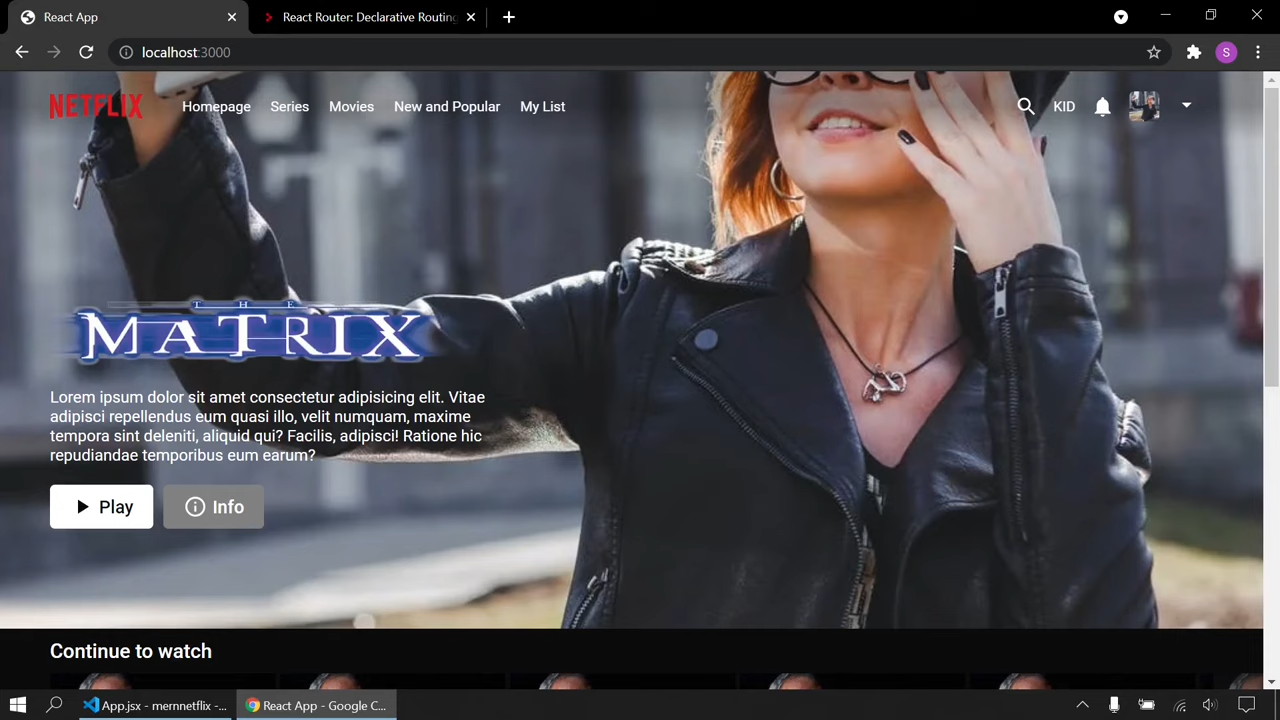 React App
React Router: Declarative Routing
localhost:3000
S
NETFLIX
Homepage
Series
Movies
New and Popular
My List
KID
THE
MATRIX
Lorem ipsum dolor sit amet consectetur adipisicing elit. Vitae
adipisci repellendus eum quasi illo, velit numquam, maxime
tempora sint deleniti, aliquid qui? Facilis, adipisci! Ratione hic
repudiandae temporibus eum earum?
Play
Info
Continue to watch
App.jsx - mernnetflix -...
React App - Google C...